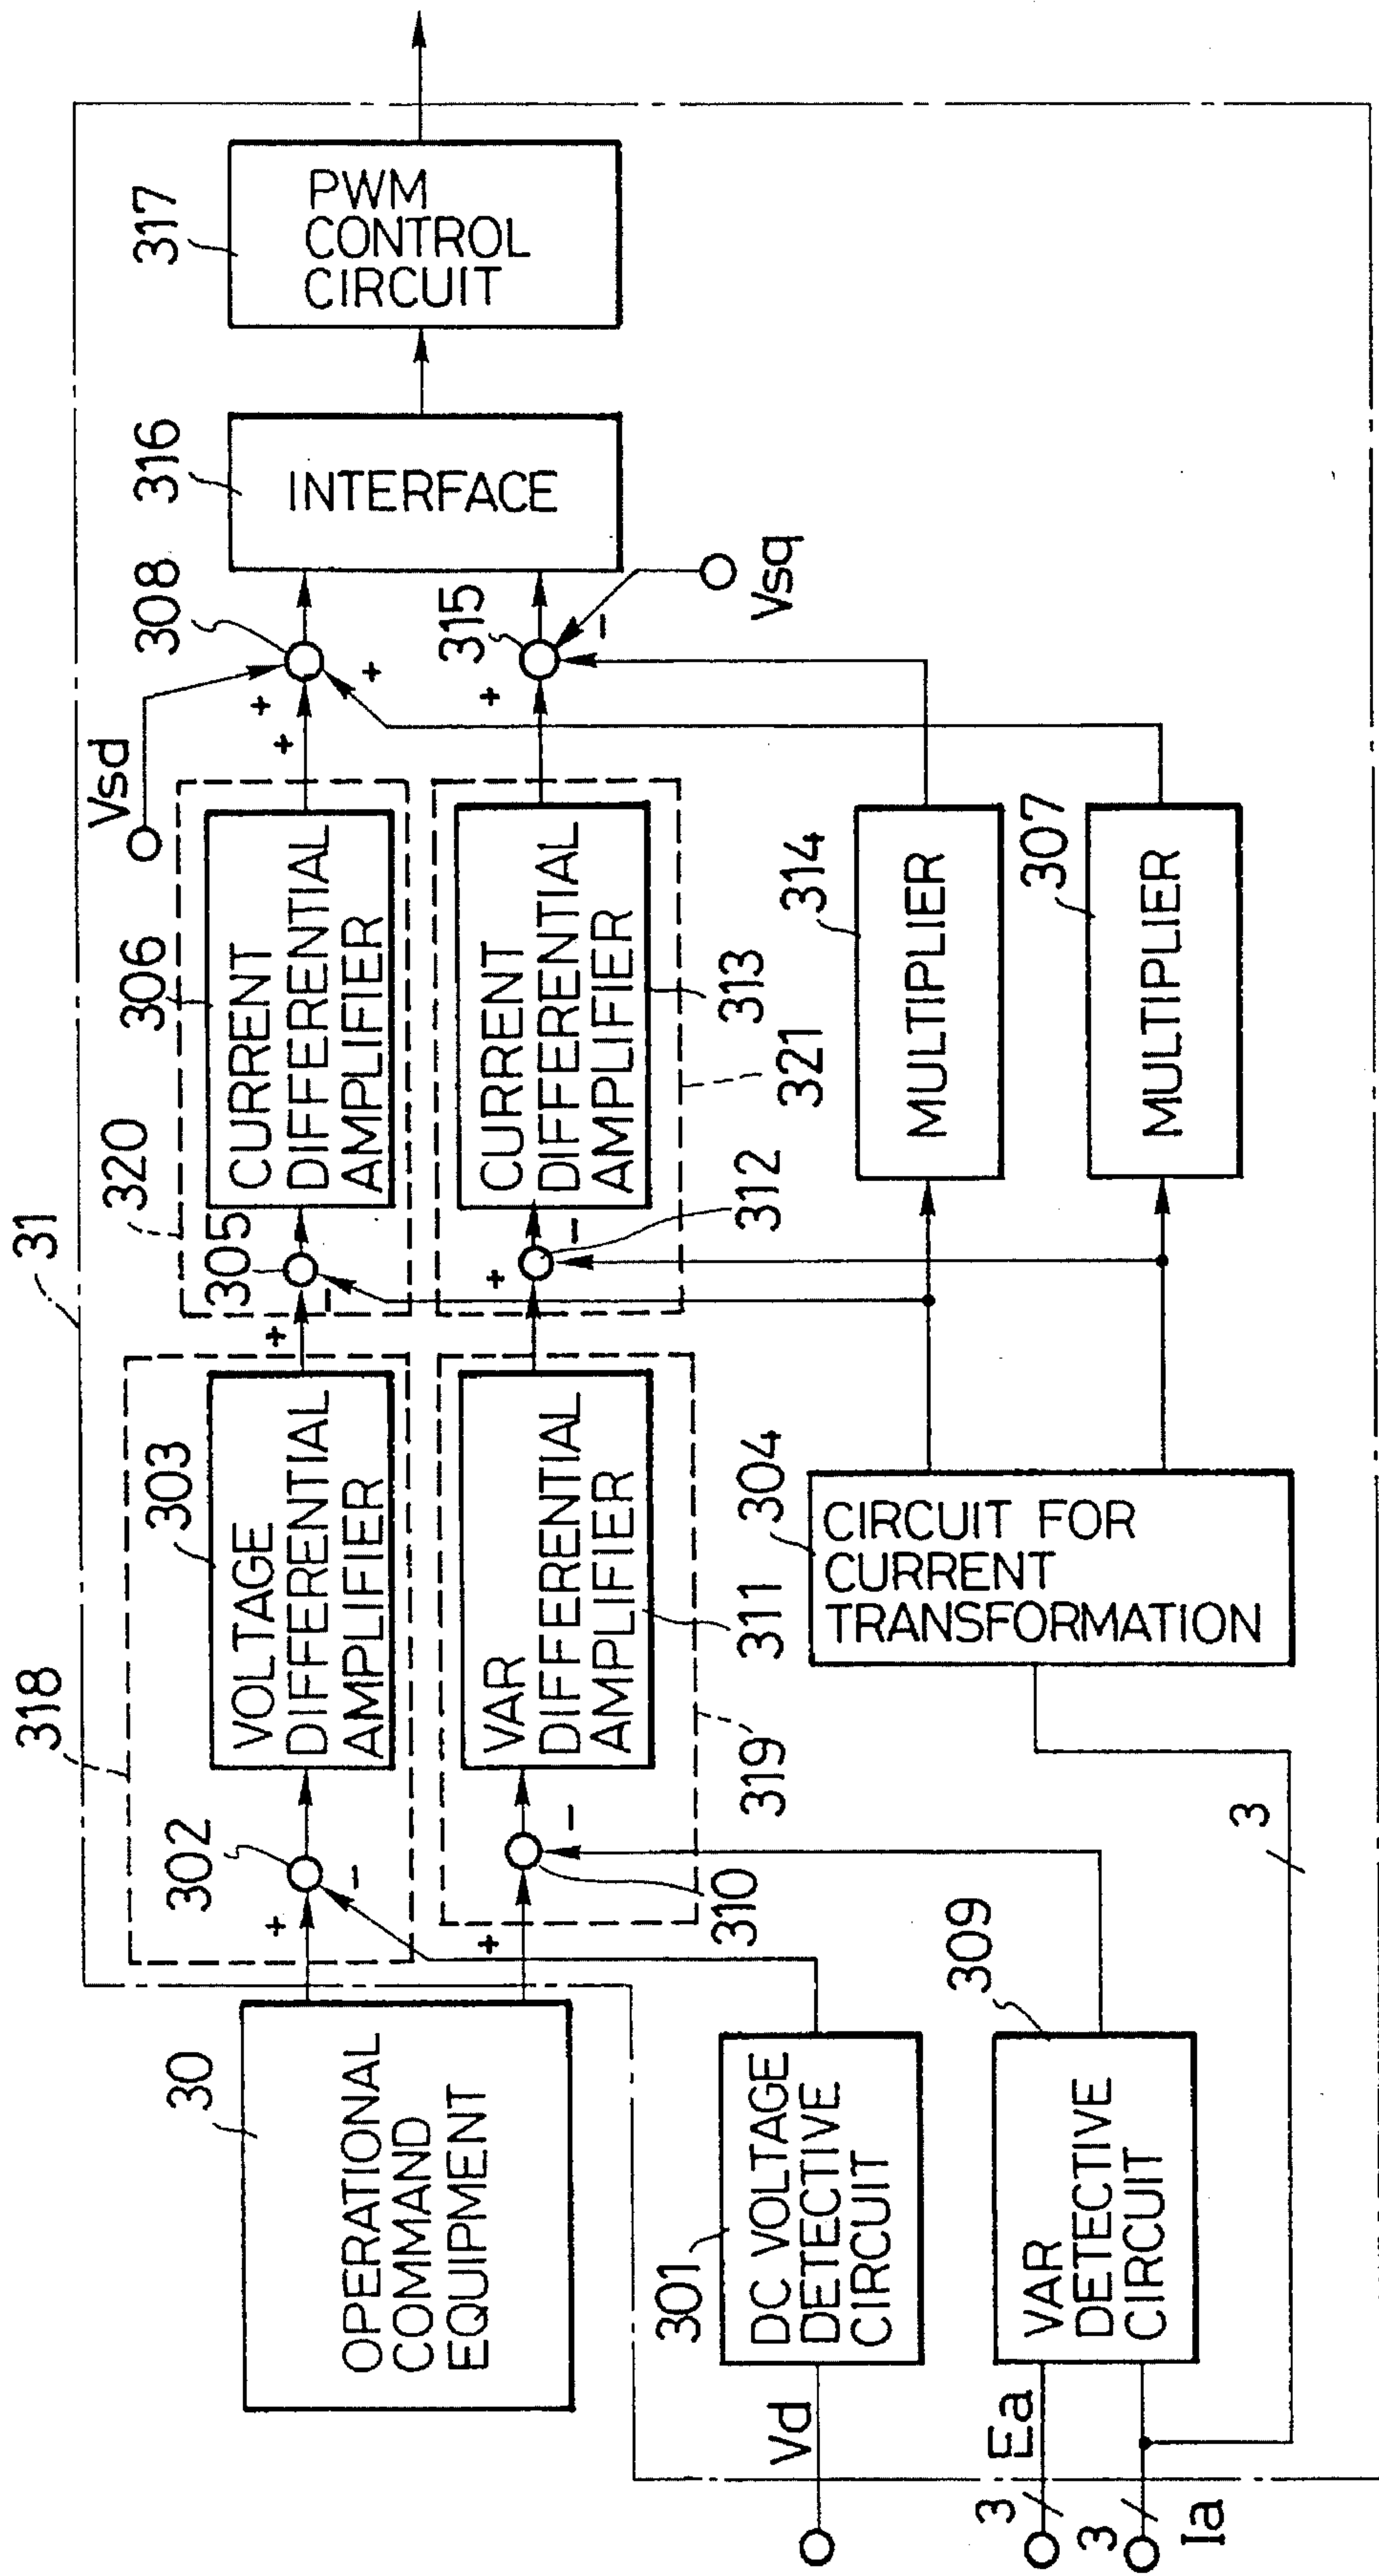 31
318
302
303
VOLTAGE
DIFFERENTIAL
AMPLIFIER
+
-
30
OPERATIONAL
COMMAND
EQUIPMENT
320
305
306
CURRENT
DIFFERENTIAL
AMPLIFIER
+
-
Vsd
308
+
+
+
316
INTERFACE
317
PWM
CONTROL
CIRCUIT
310
VAR
DIFFERENTIAL
AMPLIFIER
311
319
+
-
312
CURRENT
DIFFERENTIAL
AMPLIFIER
313
321
+
-
315
+
-
Vsq
301
DC VOLTAGE
DETECTIVE
CIRCUIT
Vd
304
CIRCUIT FOR
CURRENT
TRANSFORMATION
314
MULTIPLIER
307
MULTIPLIER
309
VAR
DETECTIVE
CIRCUIT
Ea
3
3
Ia
3